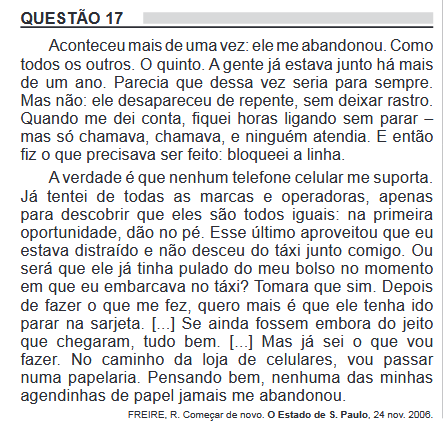 QUESTÃO 17
Aconteceu mais de uma vez: ele me abandonou. Como
todos os outros. O quinto. A gente já estava junto há mais
de um ano. Parecia que dessa vez seria para sempre.
Mas não: ele desapareceu de repente, sem deixar rastro.
Quando me dei conta, fiquei horas ligando sem parar –
mas só chamava, chamava, e ninguém atendia. E então
fiz o que precisava ser feito: bloqueei a linha.
A verdade é que nenhum telefone celular me suporta.
Já tentei de todas as marcas e operadoras, apenas
para descobrir que eles são todos iguais: na primeira
oportunidade, dão no pé. Esse último aproveitou que eu
estava distraído e não desceu do táxi junto comigo. Ou
será que ele já tinha pulado do meu bolso no momento
em que eu embarcava no táxi? Tomara que sim. Depois
de fazer o que me fez, quero mais é que ele tenha ido
parar na sarjeta. [...] Se ainda fossem embora do jeito
que chegaram, tudo bem. [...] Mas já sei o que vou
fazer. No caminho da loja de celulares, vou passar
numa papelaria. Pensando bem, nenhuma das minhas
agendinhas de papel jamais me abandonou.
FREIRE, R. Começar de novo. O Estado de S. Paulo, 24 nov. 2006.